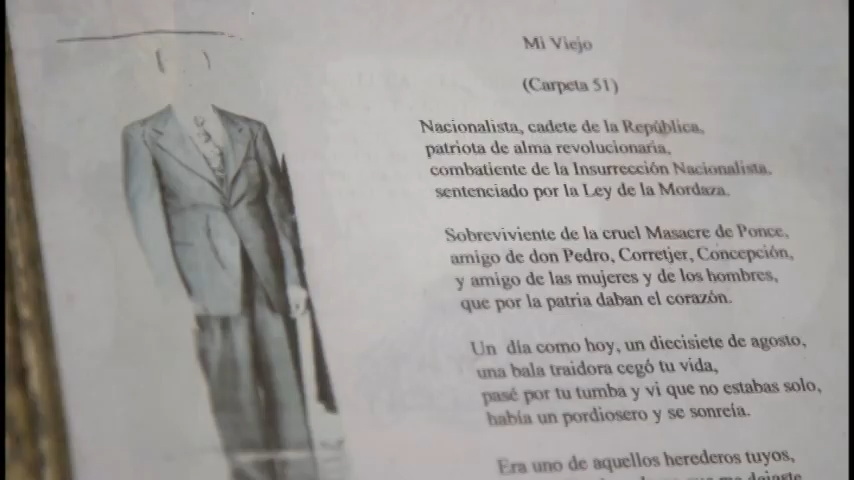 Mi Viejo
(Carpeta 51)
Nacionalista, cadete de la República,
patriota de alma revolucionaria,
combatiente de la Insurrección Nacionalista,
sentenciado por la Ley de la Mordaza.
Sobreviviente de la cruel Masacre de Ponce,
amigo de don Pedro, Corretjer, Concepción,
y amigo de las mujeres y de los hombres,
que por la patria daban el corazón.
Un día como hoy, un diecisiete de agosto,
una bala traidora cegó tu vida,
pasé por tu tumba y vi que no estabas solo,
había un pordiosero y se sonreía.
Era uno de aquellos herederos tuyos,
que me dejaste